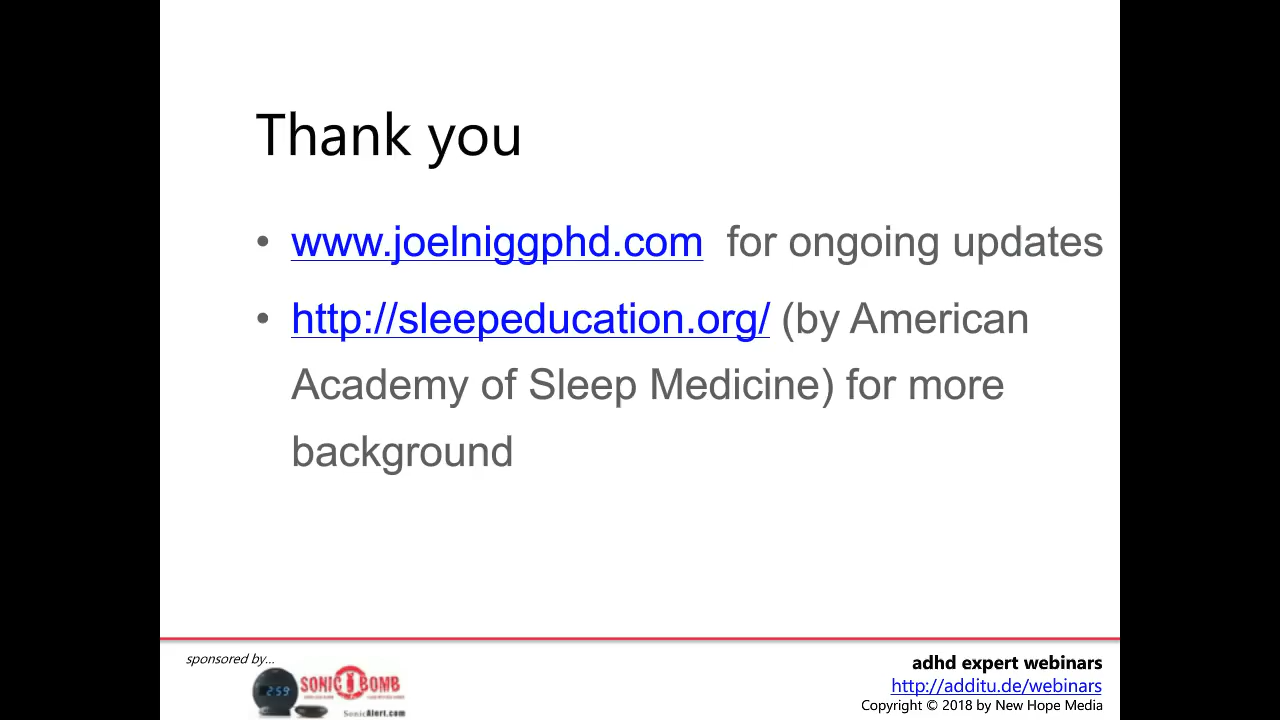 Thank you
• www.joelniggphd.com for ongoing updates
• http://sleepeducation.org/ (by American
Academy of Sleep Medicine) for more
background
sponsored by...
2:59
SONIC BOMB
SonicAlert.com
adhd expert webinars
http://additu.de/webinars
Copyright © 2018 by New Hope Media